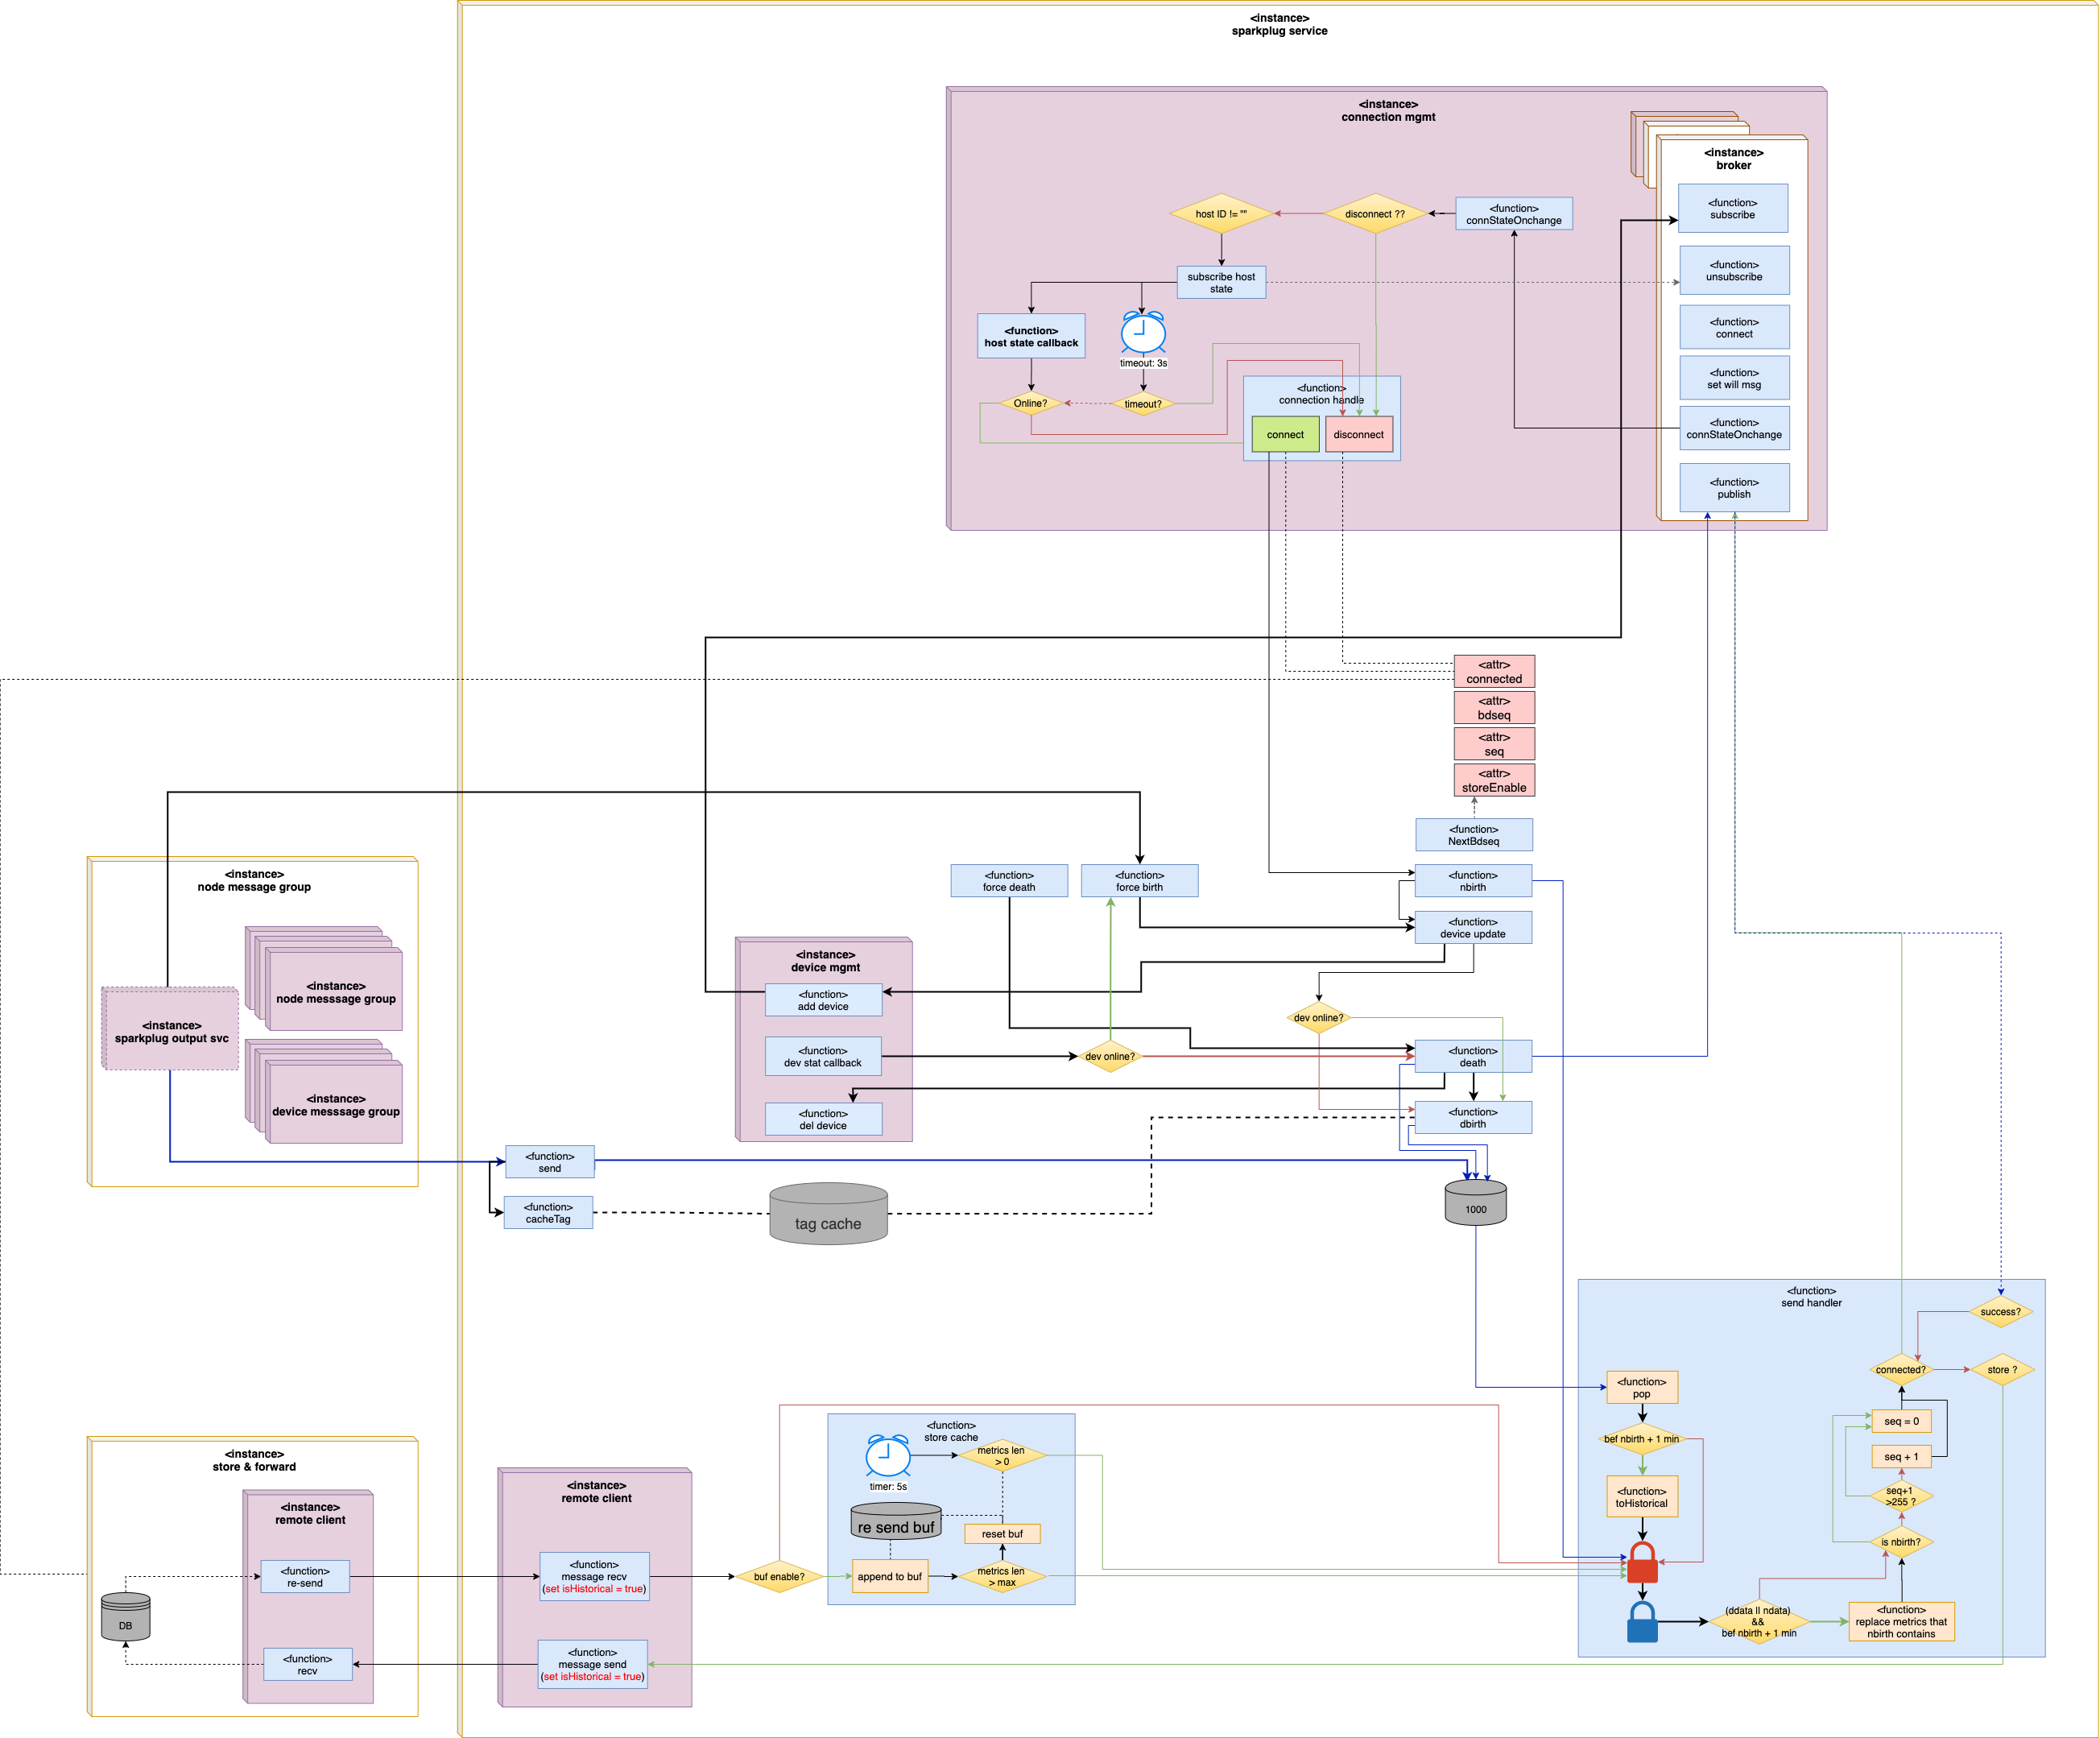 <instance>
sparkplug service
<instance>
connection mgmt
<instance>
broker
<function>
subscribe
<function>
unsubscribe
<function>
connect
<function>
set will msg
<function>
connStateOnchange
<function>
publish
<function>
connStateOnchange
disconnect ??
host ID != ""
subscribe host
state
<function>
host state callback
timeout: 3s
Online?
timeout?
<function>
connection handle
connect
disconnect
<attr>
connected
<attr>
bdseq
<attr>
seq
<attr>
storeEnable
<function>
NextBdseq
<function>
nbirth
<function>
device update
<function>
force death
<function>
force birth
<instance>
node message group
<instance>
node messsage group
<instance>
sparkplug output svc
<instance>
device messsage group
<instance>
device mgmt
<function>
add device
<function>
dev stat callback
<function>
del device
dev online?
dev online?
<function>
death
<function>
dbirth
<function>
send
<function>
cacheTag
tag cache
1000
<function>
send handler
success?
connected?
store ?
<function>
pop
bef nbirth + 1 min
<function>
toHistorical
seq = 0
seq + 1
seq+1
>255 ?
is nbirth?
(ddata || ndata)
&&
bef nbirth + 1 min
<function>
replace metrics that
nbirth contains
<instance>
store & forward
<instance>
remote client
<function>
re-send
DB
<function>
recv
<instance>
remote client
<function>
message recv
(set isHistorical = true)
<function>
message send
(set isHistorical = true)
buf enable?
<function>
store cache
timer: 5s
metrics len
> 0
re send buf
reset buf
append to buf
metrics len
> max